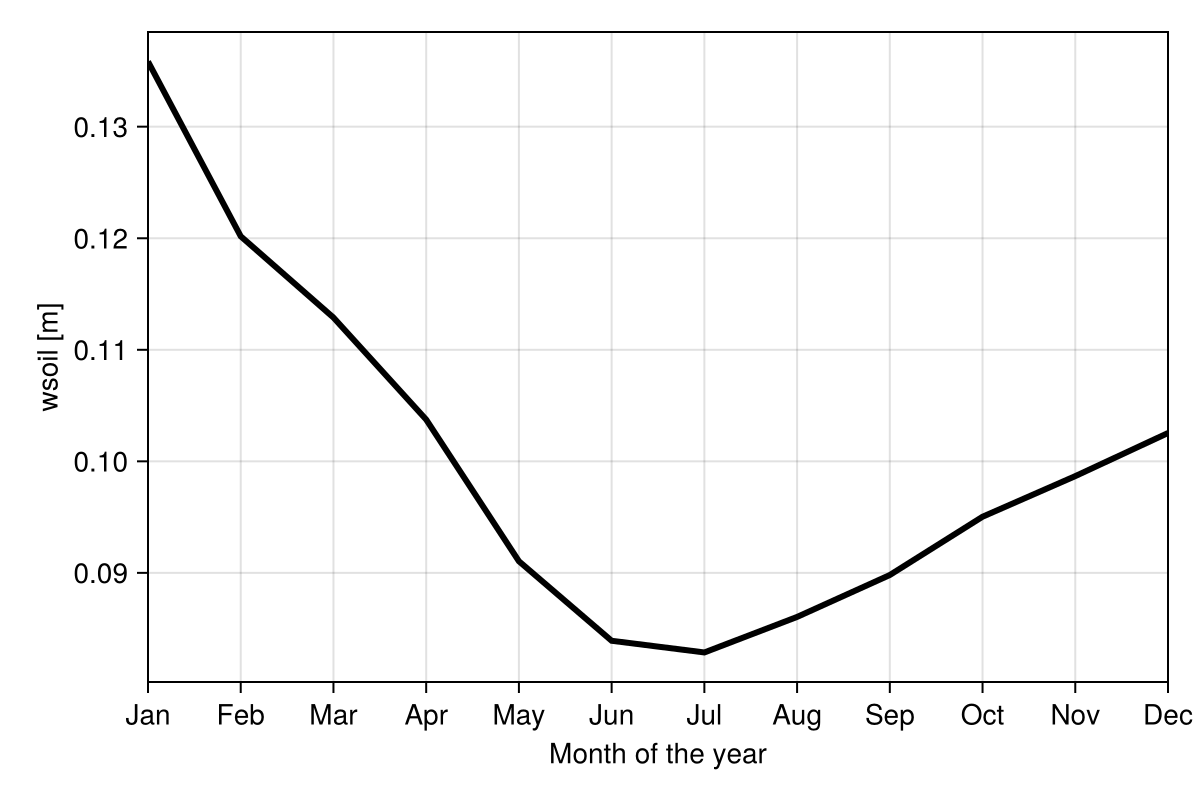 0.13
0.12
0.11
0.10
0.09
wsoil [m]
Jan Feb Mar Apr May Jun Jul Aug Sep Oct Nov Dec
Month of the year